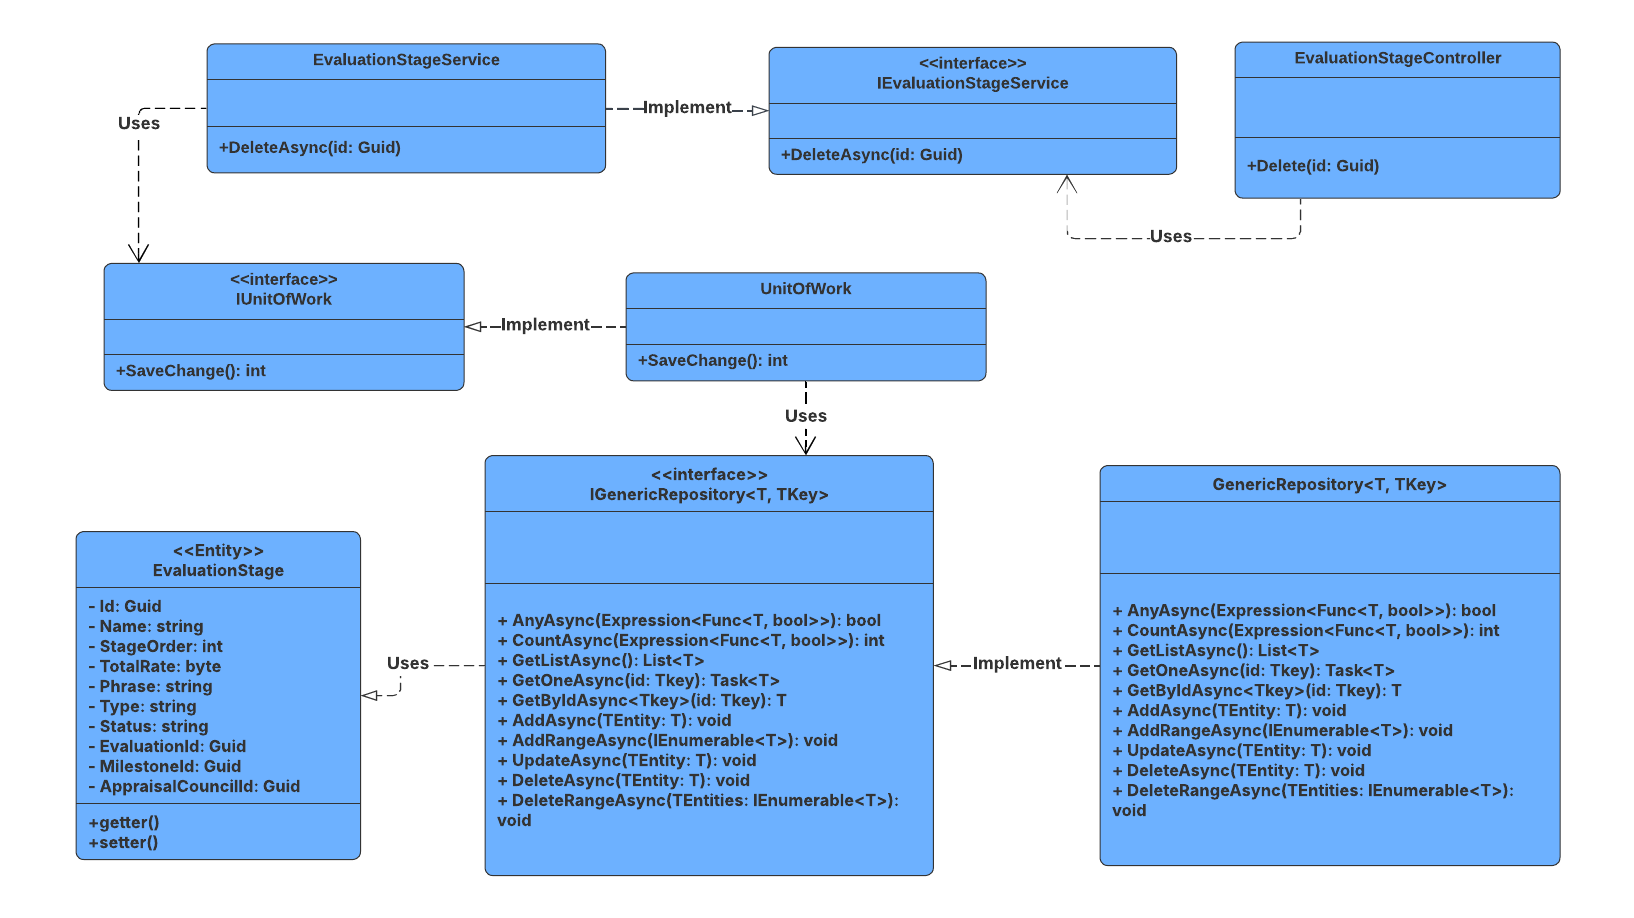 EvaluationStageService
+DeleteAsync(id: Guid)
Implement
<<interface>>
IEvaluationStageService
+DeleteAsync(id: Guid)
EvaluationStageController
+Delete(id: Guid)
Uses
Uses
<<interface>>
IUnitOfWork
+SaveChange(): int
Implement
UnitOfWork
+SaveChange(): int
Uses
<<Entity>>
EvaluationStage
- Id: Guid
- Name: string
- StageOrder: int
- TotalRate: byte
- Phrase: string
- Type: string
- Status: string
- EvaluationId: Guid
- MilestoneId: Guid
- AppraisalCouncilId: Guid
+getter()
+setter()
Uses
<<interface>>
IGenericRepository<T, TKey>
+ AnyAsync(Expression<Func<T, bool>>): bool
+ CountAsync(Expression<Func<T, bool>>): int
+ GetListAsync(): List<T>
+ GetOneAsync(id: Tkey): Task<T>
+ GetByIdAsync<Tkey>(id: Tkey): T
+ AddAsync(TEntity: T): void
+ AddRangeAsync(IEnumerable<T>): void
+ UpdateAsync(TEntity: T): void
+ DeleteAsync(TEntity: T): void
+ DeleteRangeAsync(TEntities: IEnumerable<T>):
void
Implement
GenericRepository<T, TKey>
+ AnyAsync(Expression<Func<T, bool>>): bool
+ CountAsync(Expression<Func<T, bool>>): int
+ GetListAsync(): List<T>
+ GetOneAsync(id: Tkey): Task<T>
+ GetByIdAsync<Tkey>(id: Tkey): T
+ AddAsync(TEntity: T): void
+ AddRangeAsync(IEnumerable<T>): void
+ UpdateAsync(TEntity: T): void
+ DeleteAsync(TEntity: T): void
+ DeleteRangeAsync(TEntities: IEnumerable<T>):
void